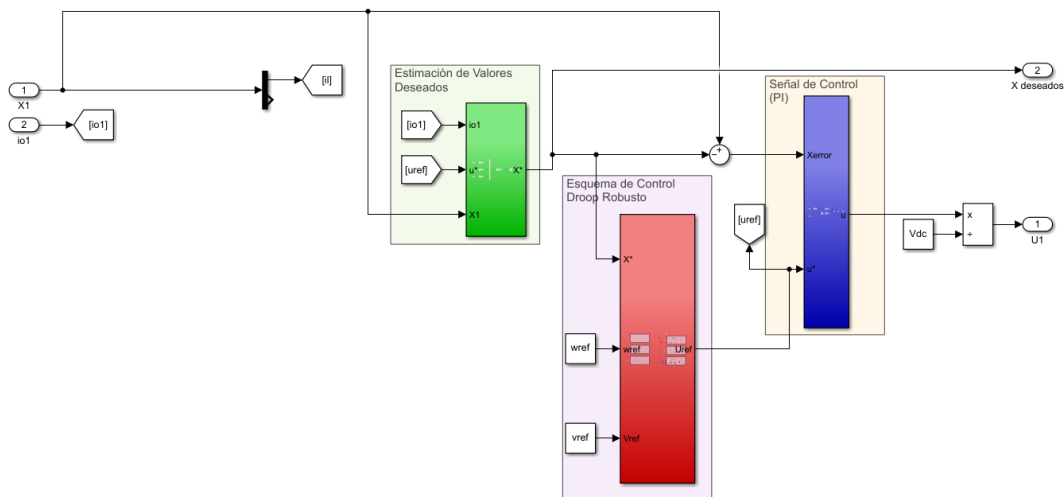 1
X1
2
io1
[io1]
[il]
Estimación de Valores
Deseados
[io1]
io1
[uref]
u*
X*
X1
Esquema de Control
Droop Robusto
X*
wref
wref
Uref
vref
Vref
Señal de Control
(PI)
Xerror
[uref]
u
u*
2
X deseados
Vdc
x
÷
1
U1